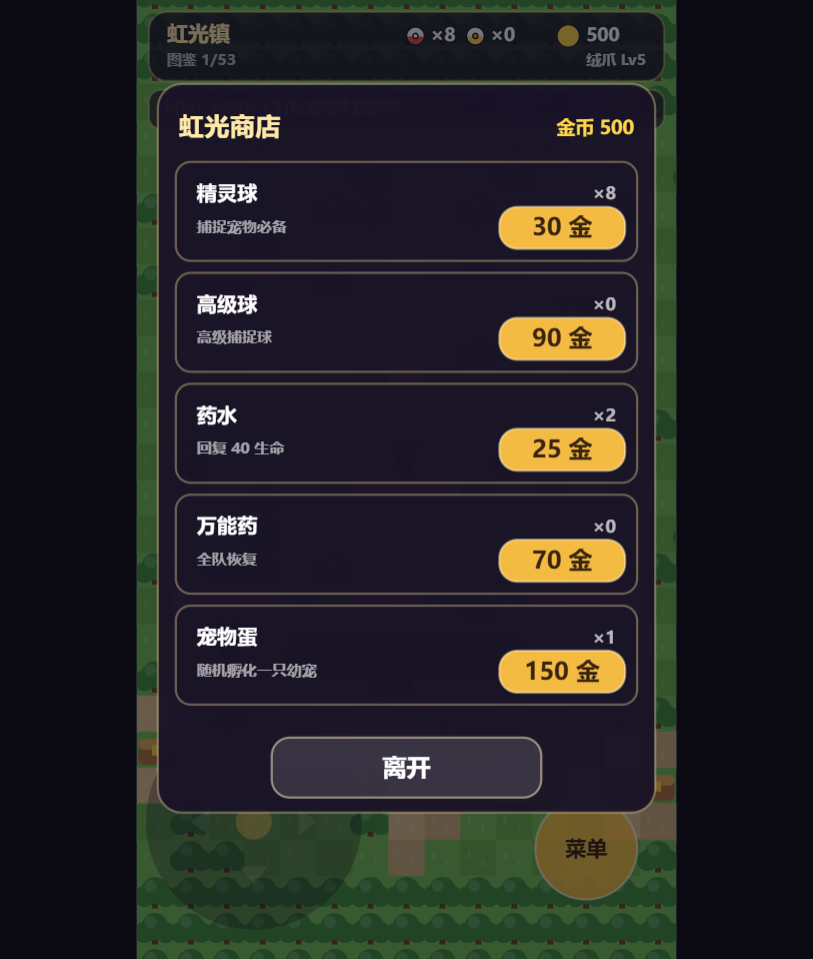 虹光镇
×8 ×0
500
图鉴 1/53
绒爪 Lv5
虹光商店
金币 500
精灵球
×8
捕捉宠物必备
30 金
高级球
×0
高级捕捉球
90 金
药水
×2
回复 40 生命
25 金
万能药
×0
全队恢复
70 金
宠物蛋
×1
随机孵化一只幼宠
150 金
离开
菜单